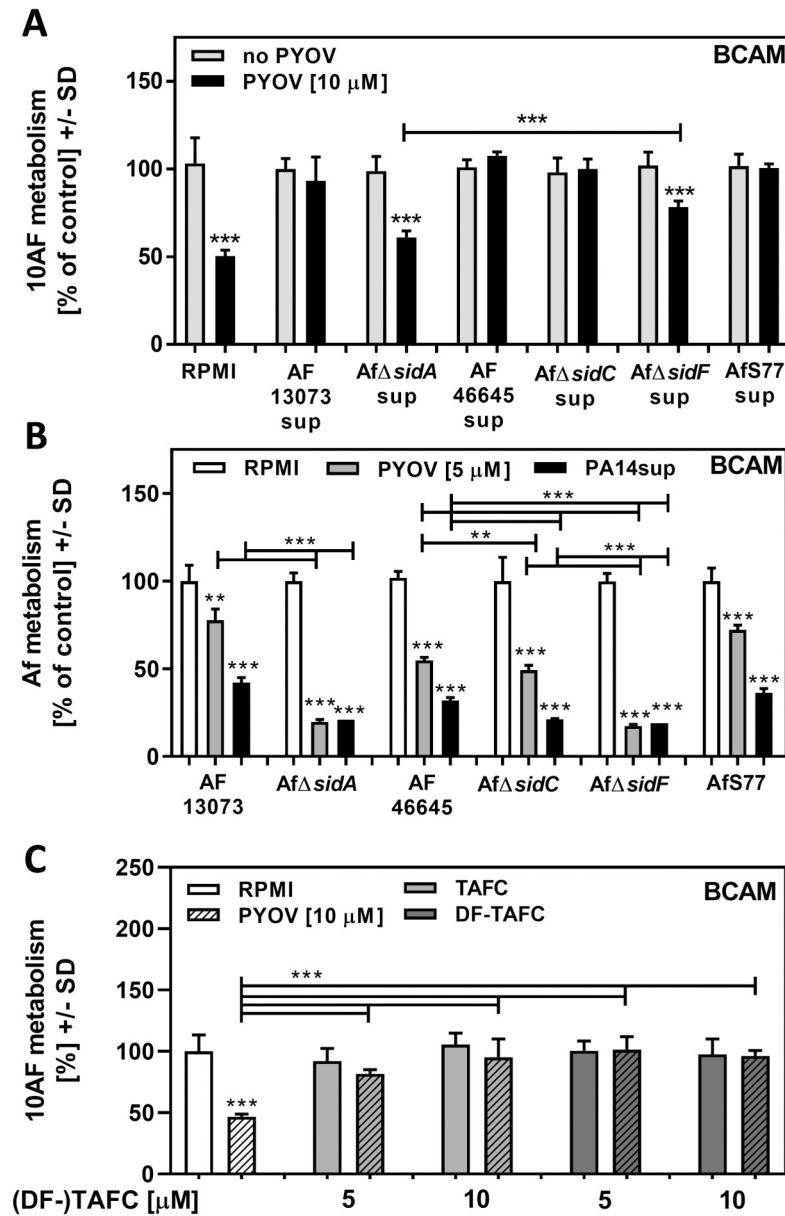 A
10AF metabolism
[% of control] +/- SD
150
100
50
0
no PYOV
PYOV [10 µM]
BCAM
***
*** *** ***
RPMI AF AfΔsidA AF AfΔsidC AfΔsidF AfS77
13073 sup 46645 sup sup sup
sup sup
B
Af metabolism
[% of control] +/- SD
150
100
50
0
RPMI PYOV [5 µM] PA14sup BCAM
***
*** ** ***
** *** *** *** *** *** *** *** *** *** *** ***
AF AfΔsidA AF AfΔsidC AfΔsidF AfS77
13073 46645
C
10AF metabolism
[%] +/- SD
250
200
150
100
50
0
RPMI TAFC BCAM
PYOV [10 µM] DF-TAFC
***
***
(DF-)TAFC [µM] 5 10 5 10